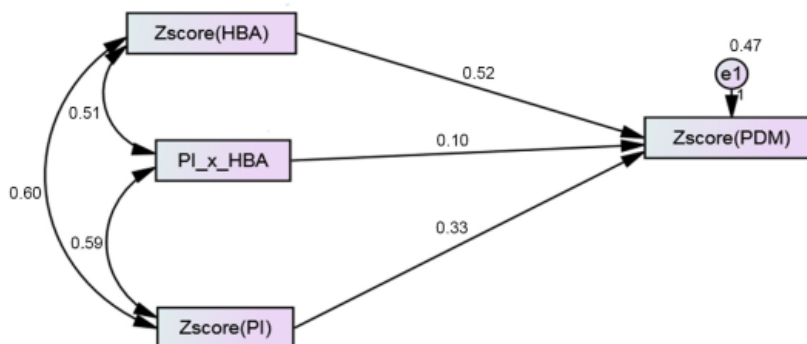 Zscore(HBA)
0.47
e1
1
0.52
0.51
Zscore(PDM)
PI_x_HBA
0.10
0.60
0.59
0.33
Zscore(PI)